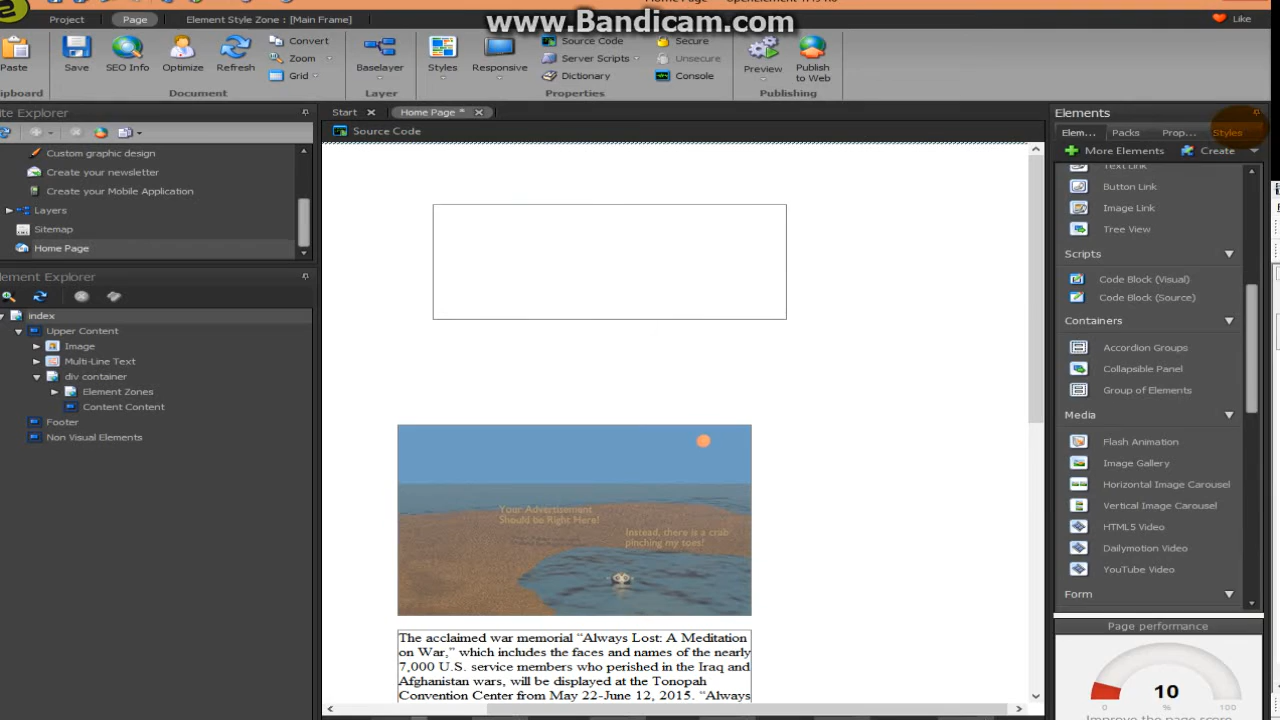 www.Bandicam.com
Like
Project
Page
Element Style Zone : [Main Frame]
Paste
Save
SEO Info
Optimize
Refresh
Convert
Zoom
Grid
Baselayer
Styles
Responsive
Source Code
Server Scripts
Dictionary
Secure
Unsecure
Console
Preview
Publish
to Web
Document
Layer
Properties
Publishing
Start
Home Page *
Source Code
Custom graphic design
Create your newsletter
Create your Mobile Application
Layers
Sitemap
Home Page
index
Upper Content
Image
Multi-Line Text
div container
Element Zones
Content Content
Footer
Non Visual Elements
Your Advertisement
Should be Right Here!
Instead, there is a crab
pinching my toes!
The acclaimed war memorial “Always Lost: A Meditation
on War,” which includes the faces and names of the nearly
7,000 U.S. service members who perished in the Iraq and
Afghanistan wars, will be displayed at the Tonopah
Convention Center from May 22-June 12, 2015. “Always
Elements
Elem...
Packs
Prop...
Styles
More Elements
Create
Text Link
Button Link
Image Link
Tree View
Scripts
Code Block (Visual)
Code Block (Source)
Containers
Accordion Groups
Collapsible Panel
Group of Elements
Media
Flash Animation
Image Gallery
Horizontal Image Carousel
Vertical Image Carousel
HTML5 Video
Dailymotion Video
YouTube Video
Form
Page performance
10
0
%
100
Improve the page score